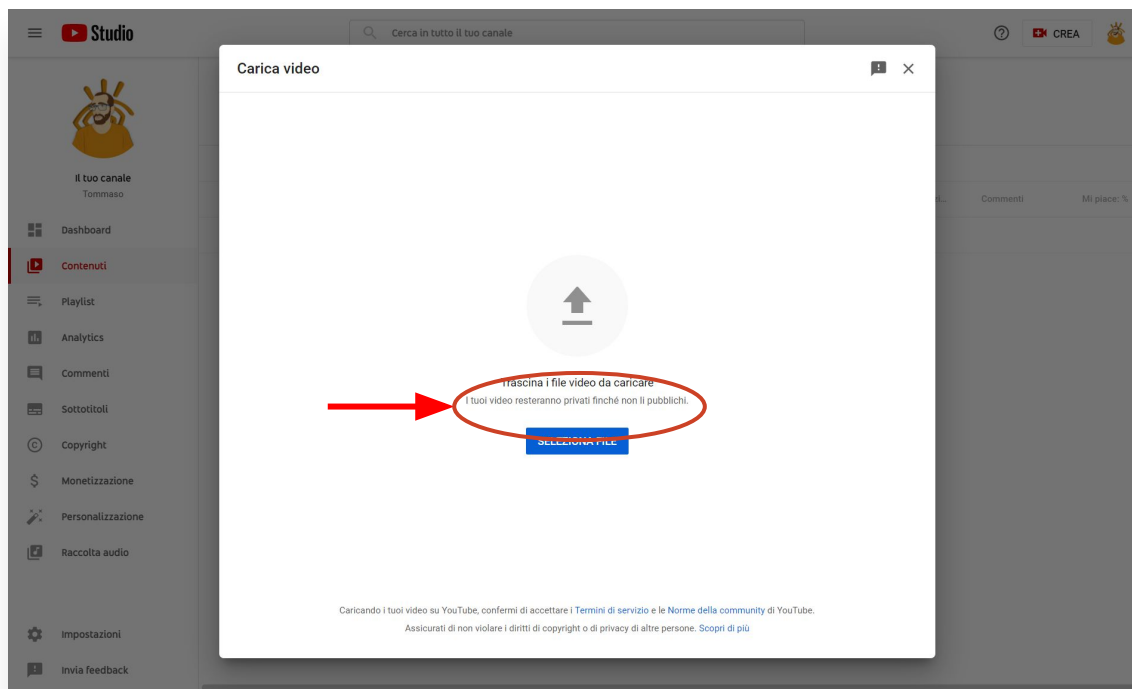 Studio
Cerca in tutto il tuo canale
CREA
Carica video
Il tuo canale
Tommaso
Commenti
Mi piace: %
Dashboard
Contenuti
Playlist
Analytics
Commenti
Sottotitoli
Copyright
Monetizzazione
Personalizzazione
Raccolta audio
Impostazioni
Invia feedback
Trascina i file video da caricare
I tuoi video resteranno privati finché non li pubblichi.
SELEZIONA FILE
Caricando i tuoi video su YouTube, confermi di accettare i Termini di servizio e le Norme della community di YouTube.
Assicurati di non violare i diritti di copyright o di privacy di altre persone. Scopri di più